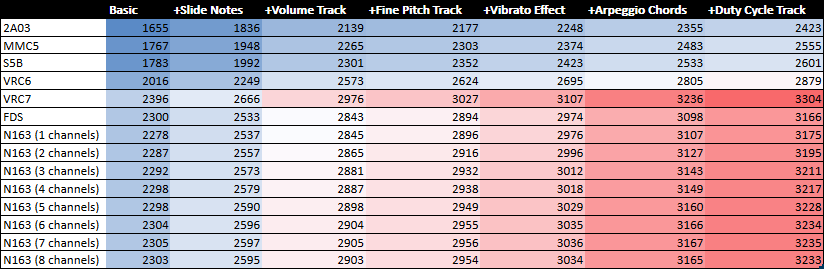 Basic +Slide Notes +Volume Track +Fine Pitch Track +Vibrato Effect +Arpeggio Chords +Duty Cycle Track
2A03 1655 1836 2139 2177 2248 2355 2423
MMC5 1767 1948 2265 2303 2374 2483 2555
S5B 1783 1992 2301 2352 2423 2533 2601
VRC6 2016 2249 2573 2624 2695 2805 2879
VRC7 2396 2666 2976 3027 3107 3236 3304
FDS 2300 2533 2843 2894 2974 3098 3166
N163 (1 channels) 2278 2537 2845 2896 2976 3107 3175
N163 (2 channels) 2287 2557 2865 2916 2996 3127 3195
N163 (3 channels) 2292 2573 2881 2932 3012 3143 3211
N163 (4 channels) 2298 2579 2887 2938 3018 3149 3217
N163 (5 channels) 2298 2590 2898 2949 3029 3160 3228
N163 (6 channels) 2304 2596 2904 2955 3035 3166 3234
N163 (7 channels) 2305 2597 2905 2956 3036 3167 3235
N163 (8 channels) 2303 2595 2903 2954 3034 3165 3233